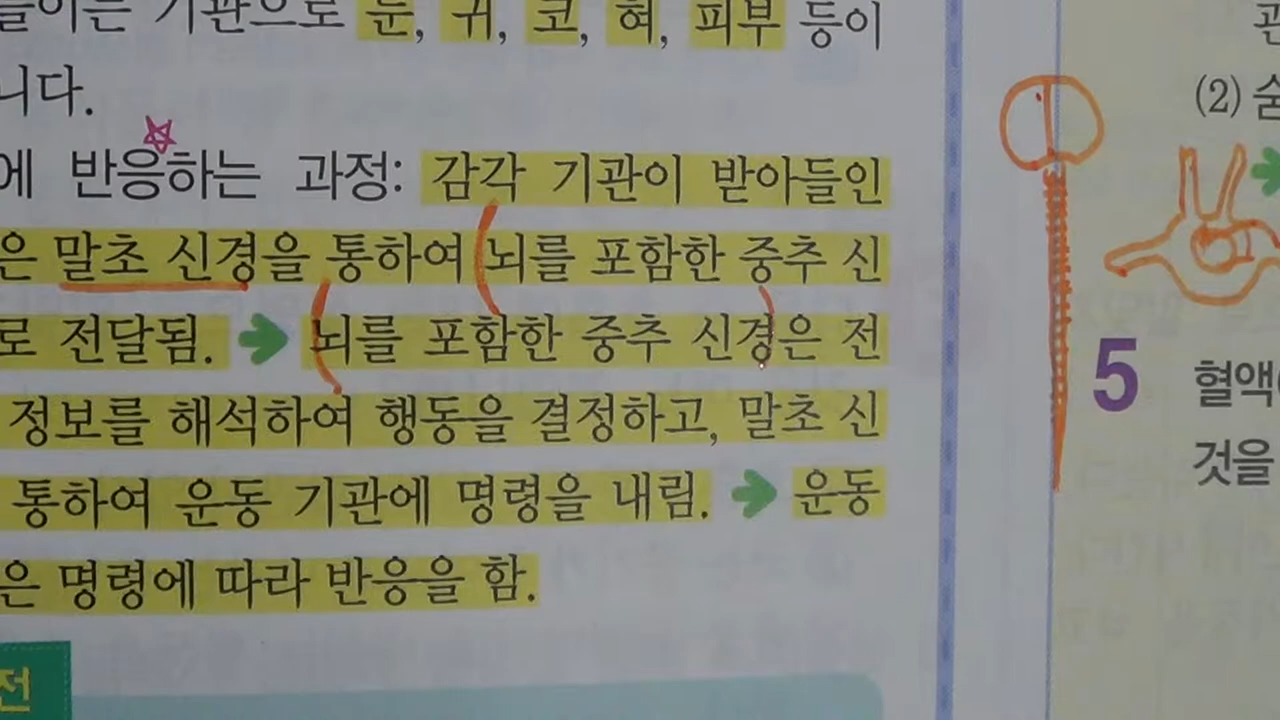 들이는 기관으로 눈, 귀, 코, 혀, 피부 등이
니다.
에 반응하는 과정: 감각 기관이 받아들인
은 말초 신경을 통하여 뇌를 포함한 중추 신
로 전달됨. ➔ 뇌를 포함한 중추 신경은 전
정보를 해석하여 행동을 결정하고, 말초 신
통하여 운동 기관에 명령을 내림. ➔ 운동
은 명령에 따라 반응을 함.
전
관
(2) 숨
5 혈액
것을